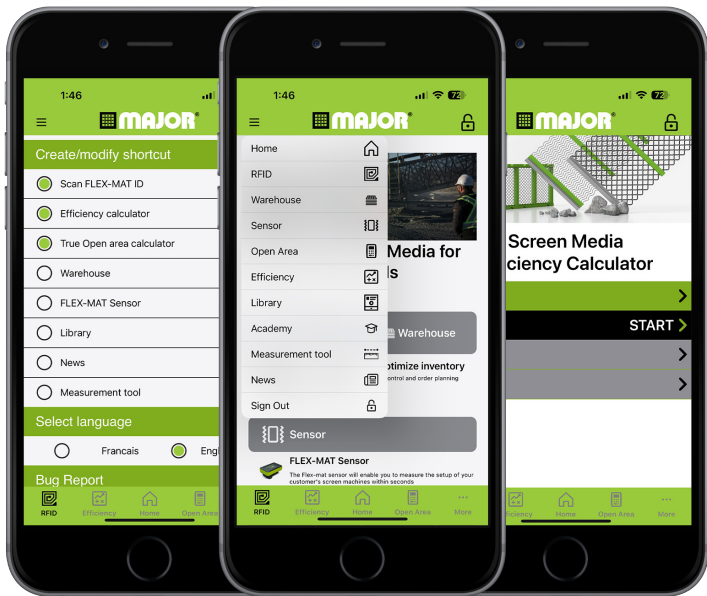 1:46
MAJOR®
Create/modify shortcut
Scan FLEX-MAT ID
Efficiency calculator
True Open area calculator
Warehouse
FLEX-MAT Sensor
Library
News
Measurement tool
Select language
Francais
Engl
Bug Report
RFID
Efficiency
Home
Open Area
1:46
72
MAJOR®
Home
RFID
Warehouse
Sensor
Open Area
Efficiency
Library
Academy
Measurement tool
News
Sign Out
Media for
ls
Warehouse
ptimize inventory
ontrol and order planning
Sensor
FLEX-MAT Sensor
The Flex-mat sensor will enable you to measure the setup of your
customer's screen machines within seconds
RFID
Efficiency
Home
Open Area
More
72
MAJOR®
Screen Media
ciency Calculator
START
ficiency
Home
Open Area
More